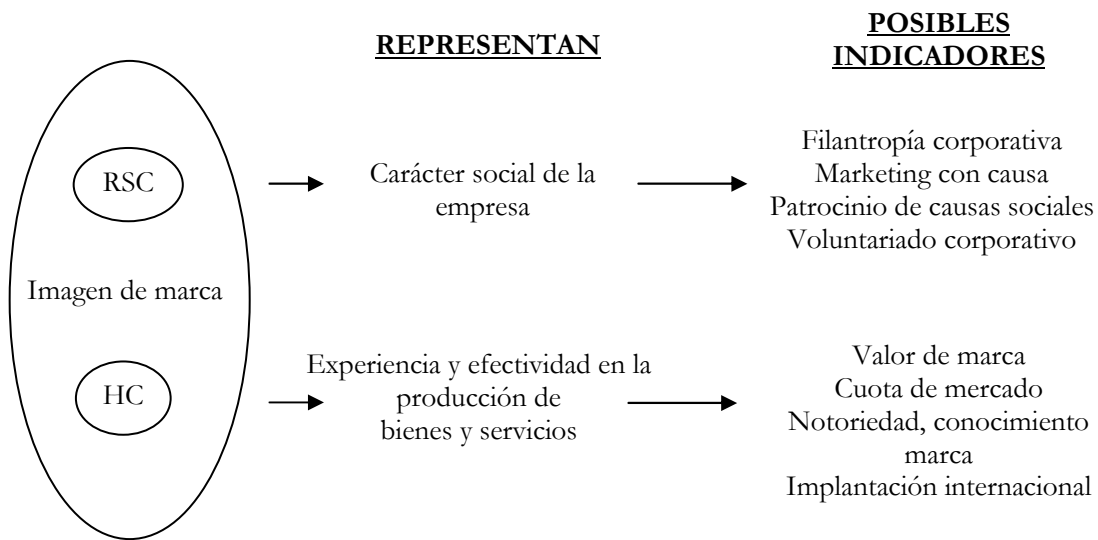 REPRESENTAN
POSIBLES
INDICADORES
RSC
Carácter social de la
empresa
Filantropía corporativa
Marketing con causa
Patrocinio de causas sociales
Voluntariado corporativo
Imagen de marca
HC
Experiencia y efectividad en la
producción de
bienes y servicios
Valor de marca
Cuota de mercado
Notoriedad, conocimiento
marca
Implantación internacional